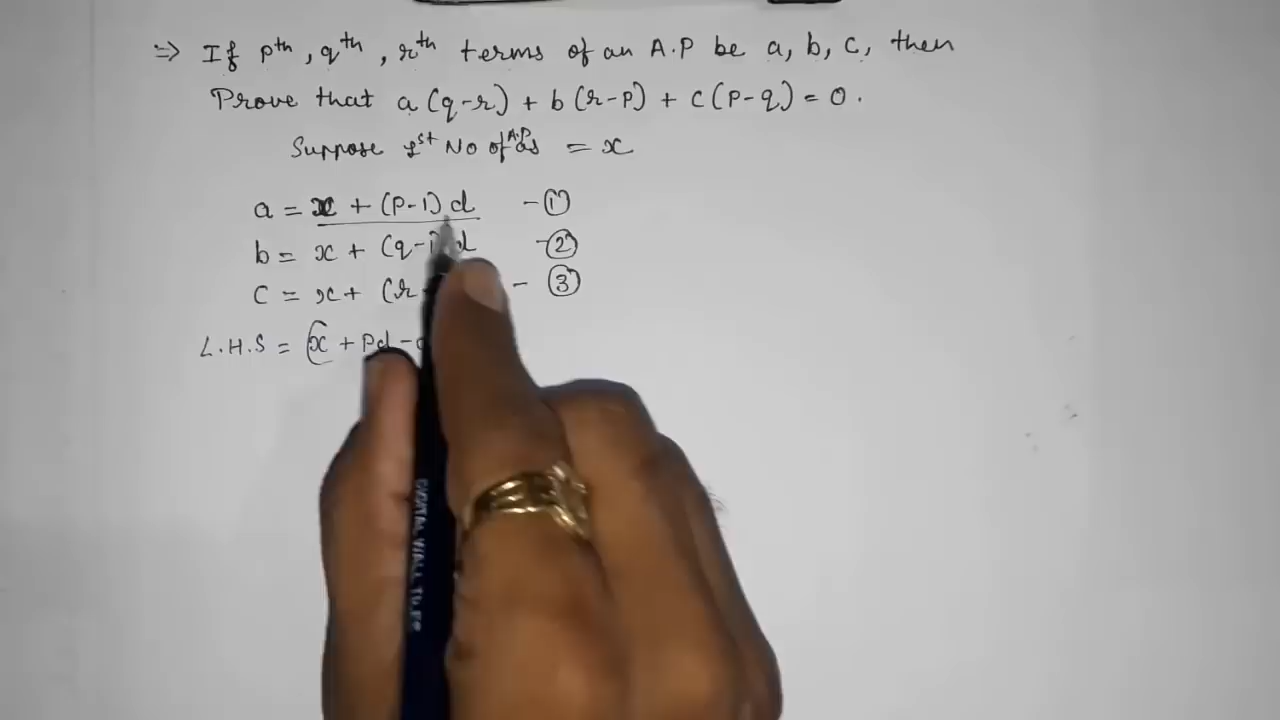 ⇒ If pth, qth, rth terms of an A.P be a, b, c, then
Prove that a (q-r) + b (r-p) + c (p-q) = 0.
Suppose 1st No of A.P = x
a = x + (p-1) d - ①
b = x + (q-1) d - ②
c = x + (r - ③
L.H.S = (x + pd -